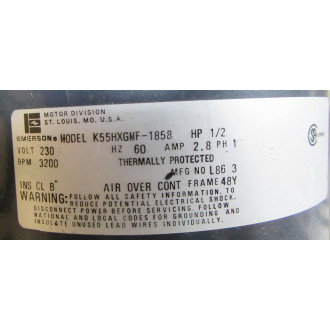 MOTOR DIVISION
ST. LOUIS, MO. U.S.A.
EMERSON® MODEL K55HXGMF-1858 HP 1/2
VOLT 230 HZ 60 AMP 2.8 PH 1
RPM 3200 THERMALLY PROTECTED
MFG NO L86 3
INS CL B AIR OVER CONT FRAME 48Y
WARNING: FOLLOW ALL SAFETY INFORMATION. TO
REDUCE POTENTIAL ELECTRICAL SHOCK.
DISCONNECT POWER BEFORE SERVICING. FOLLOW
NATIONAL AND LOCAL CODES FOR GROUNDING AND
INSULATE UNUSED LEAD WIRES INDIVIDUALLY.